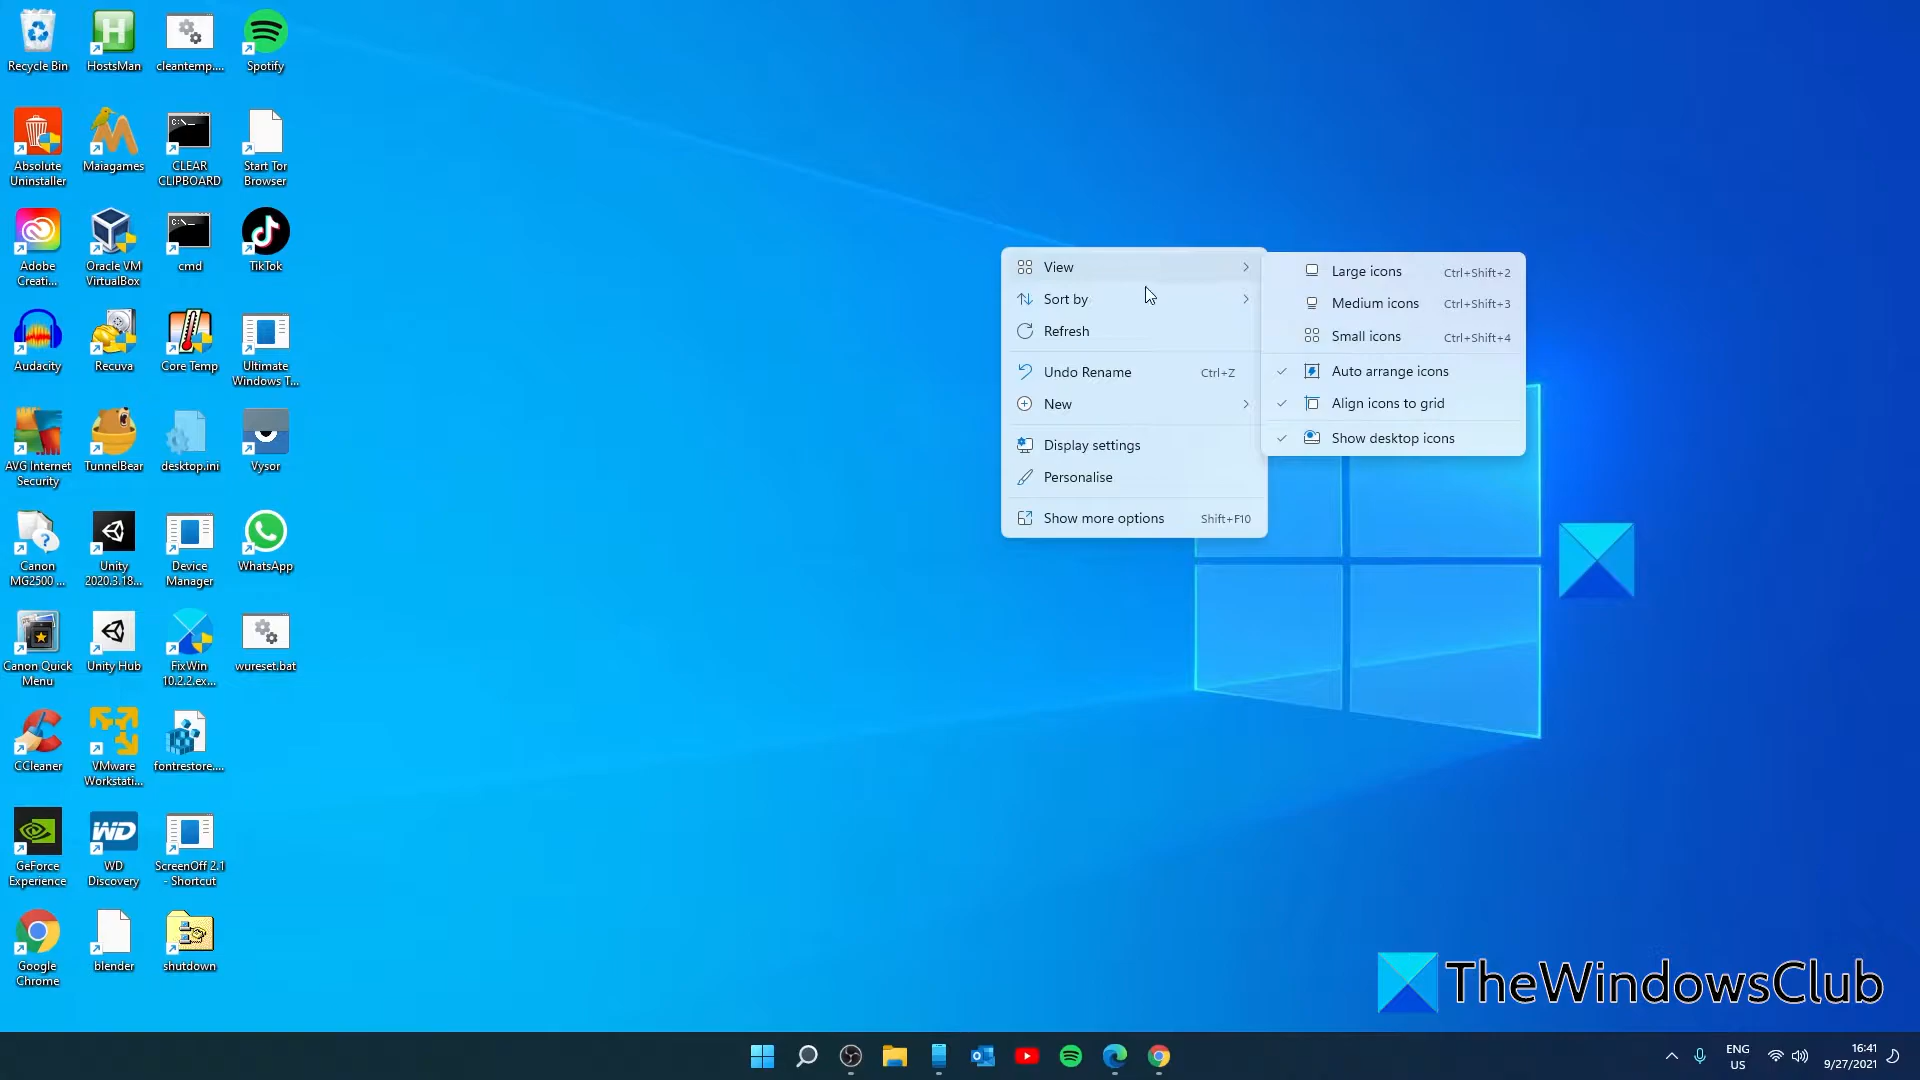 Recycle Bin
HostsMan
cleantemp....
Spotify
Absolute
Uninstaller
Maiagames
CLEAR
CLIPBOARD
Start Tor
Browser
Adobe
Creati...
Oracle VM
VirtualBox
cmd
TikTok
Audacity
Recuva
Core Temp
Ultimate
Windows T...
AVG Internet
Security
TunnelBear
desktop.ini
Vysor
Canon
MG2500 ...
Unity
2020.3.18...
Device
Manager
WhatsApp
Canon Quick
Menu
Unity Hub
FixWin
10.2.2.ex...
wureset.bat
CCleaner
VMware
Workstati...
fontrestore....
GeForce
Experience
WD
WD
Discovery
ScreenOff 2.1
- Shortcut
Google
Chrome
blender
shutdown
View
Sort by
Refresh
Undo Rename Ctrl+Z
New
Display settings
Personalise
Show more options Shift+F10
Large icons Ctrl+Shift+2
Medium icons Ctrl+Shift+3
Small icons Ctrl+Shift+4
Auto arrange icons
Align icons to grid
Show desktop icons
TheWindowsClub
ENG
US
16:41
9/27/2021